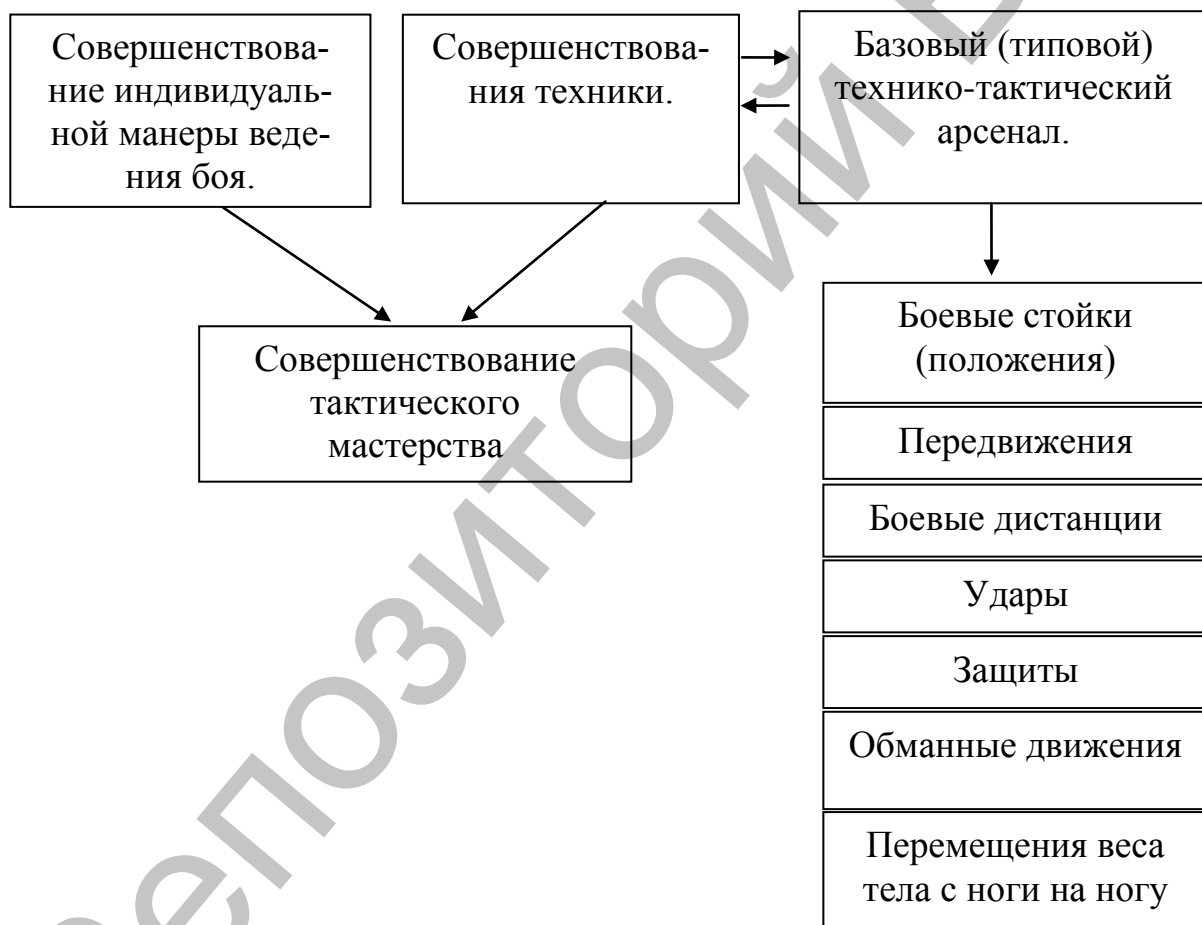 Совершенствова-
ние индивидуаль-
ной манеры веде-
ния боя.
Совершенствова-
ния техники.
Базовый (типовой)
технико-тактический
арсенал.
Совершенствование
тактического
мастерства
Боевые стойки
(положения)
Передвижения
Боевые дистанции
Удары
Защиты
Обманные движения
Перемещения веса
тела с ноги на ногу
Репозиторий